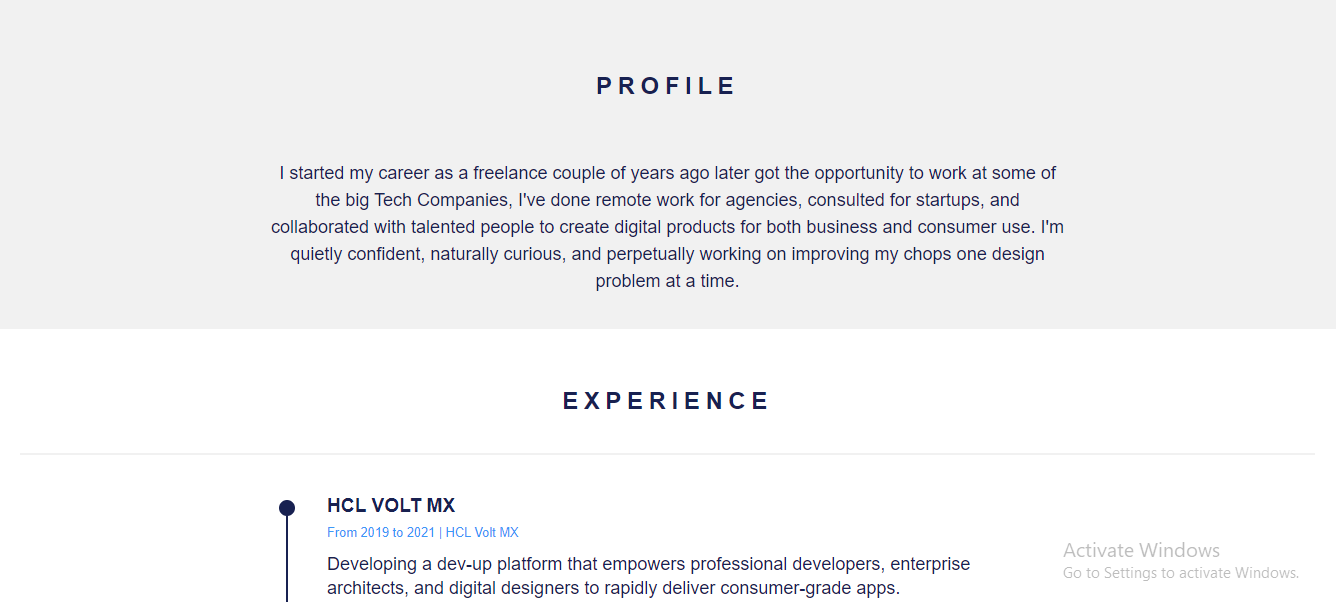 PROFILE
I started my career as a freelance couple of years ago later got the opportunity to work at some of
the big Tech Companies, I've done remote work for agencies, consulted for startups, and
collaborated with talented people to create digital products for both business and consumer use. I'm
quietly confident, naturally curious, and perpetually working on improving my chops one design
problem at a time.
EXPERIENCE
HCL VOLT MX
From 2019 to 2021 | HCL Volt MX
Developing a dev-up platform that empowers professional developers, enterprise
architects, and digital designers to rapidly deliver consumer-grade apps.
Activate Windows
Go to Settings to activate Windows.